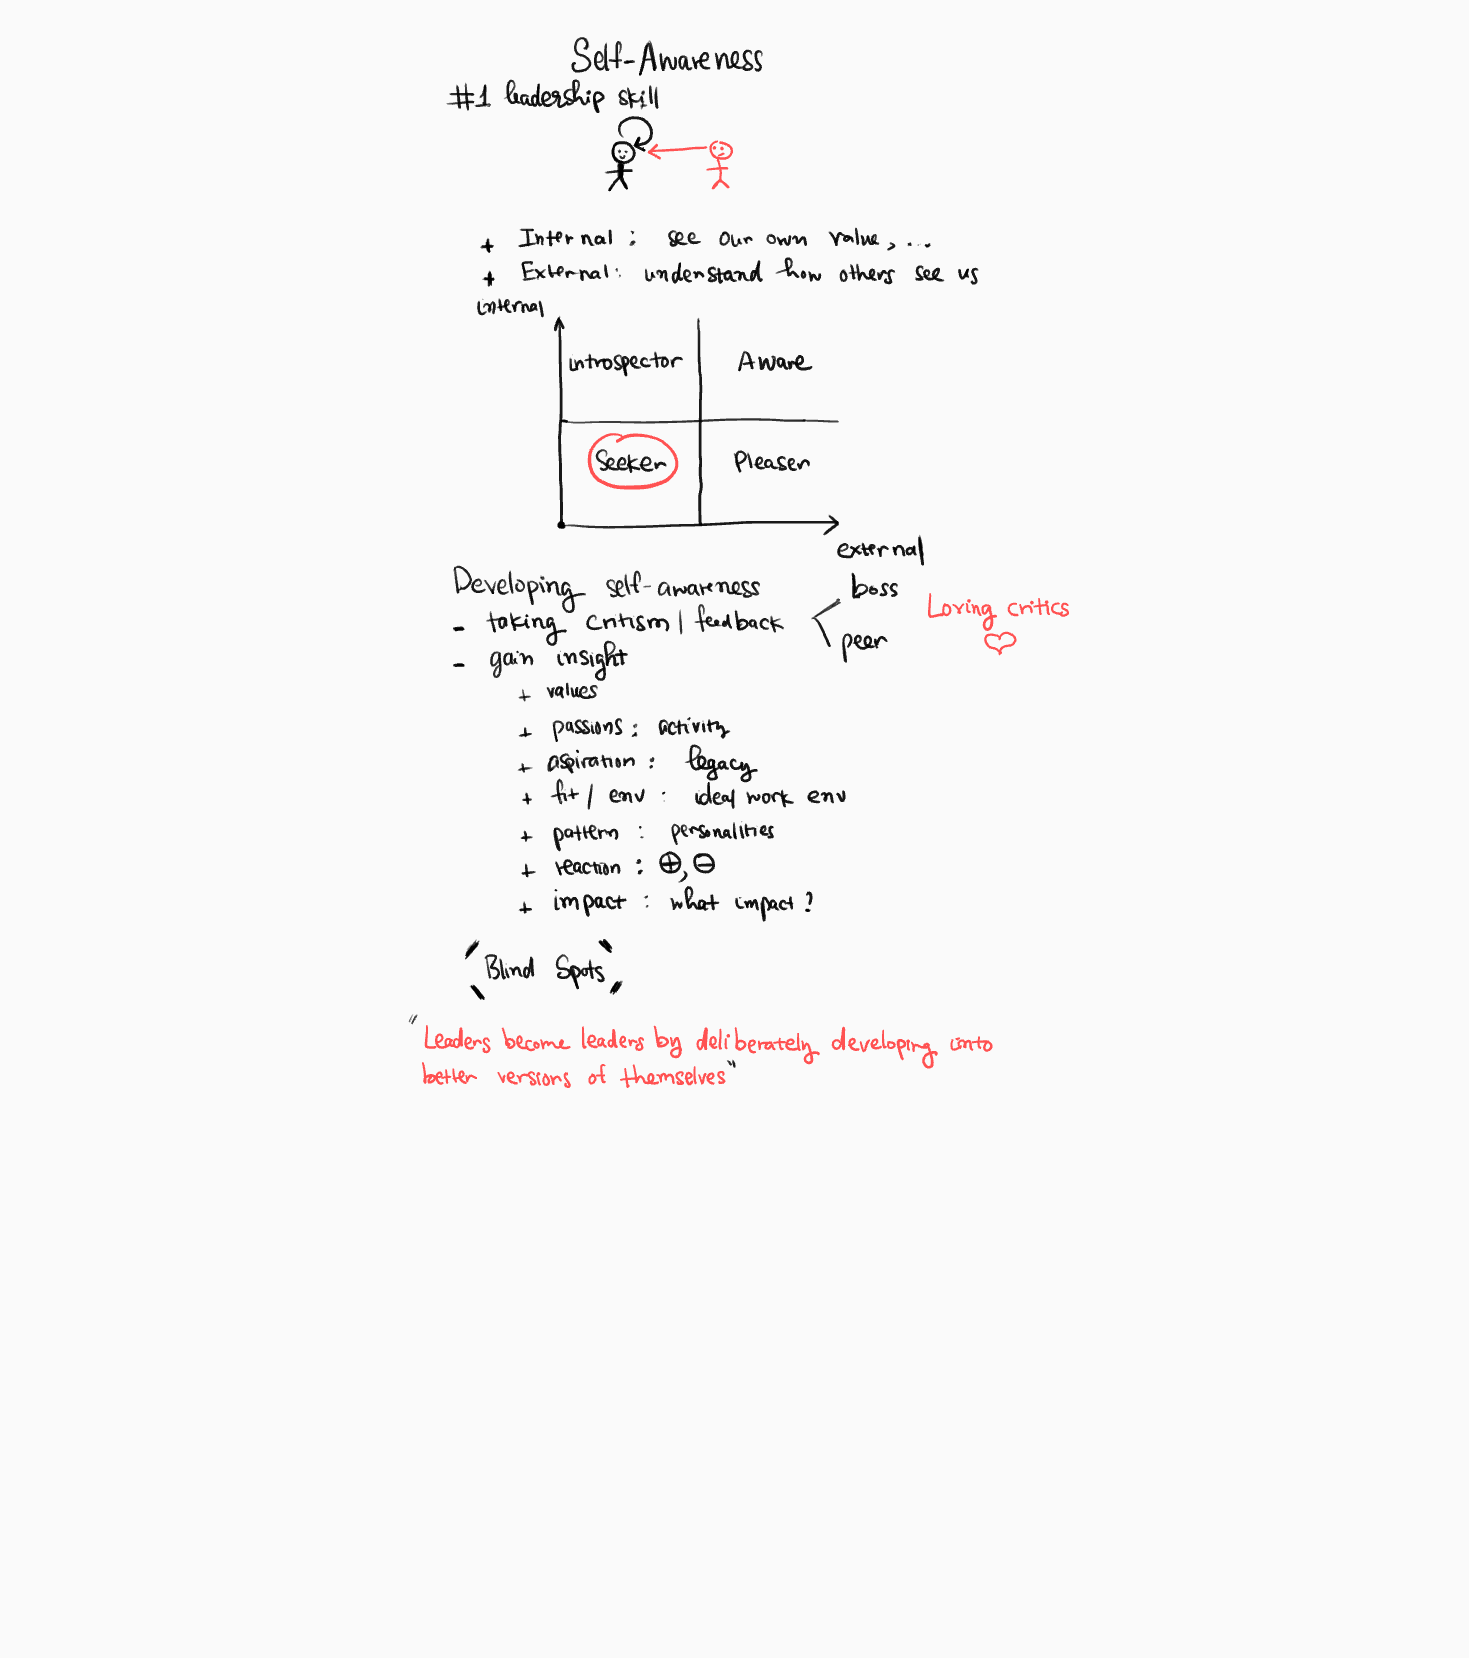 Self-Awareness
#1 leadership skill
+ Internal : see our own value, ...
+ External : understand how others see us
internal
introspector Aware
Seeker Pleaser
external
Developing self-awareness
- taking critism / feedback
boss
peer
Loving critics
- gain insight
+ values
+ passions : activity
+ aspiration : legacy
+ fit / env : ideal work env
+ pattern : personalities
+ reaction : ⊕, ⊖
+ impact : what impact ?
Blind Spots
"Leaders become leaders by deliberately developing into
better versions of themselves"